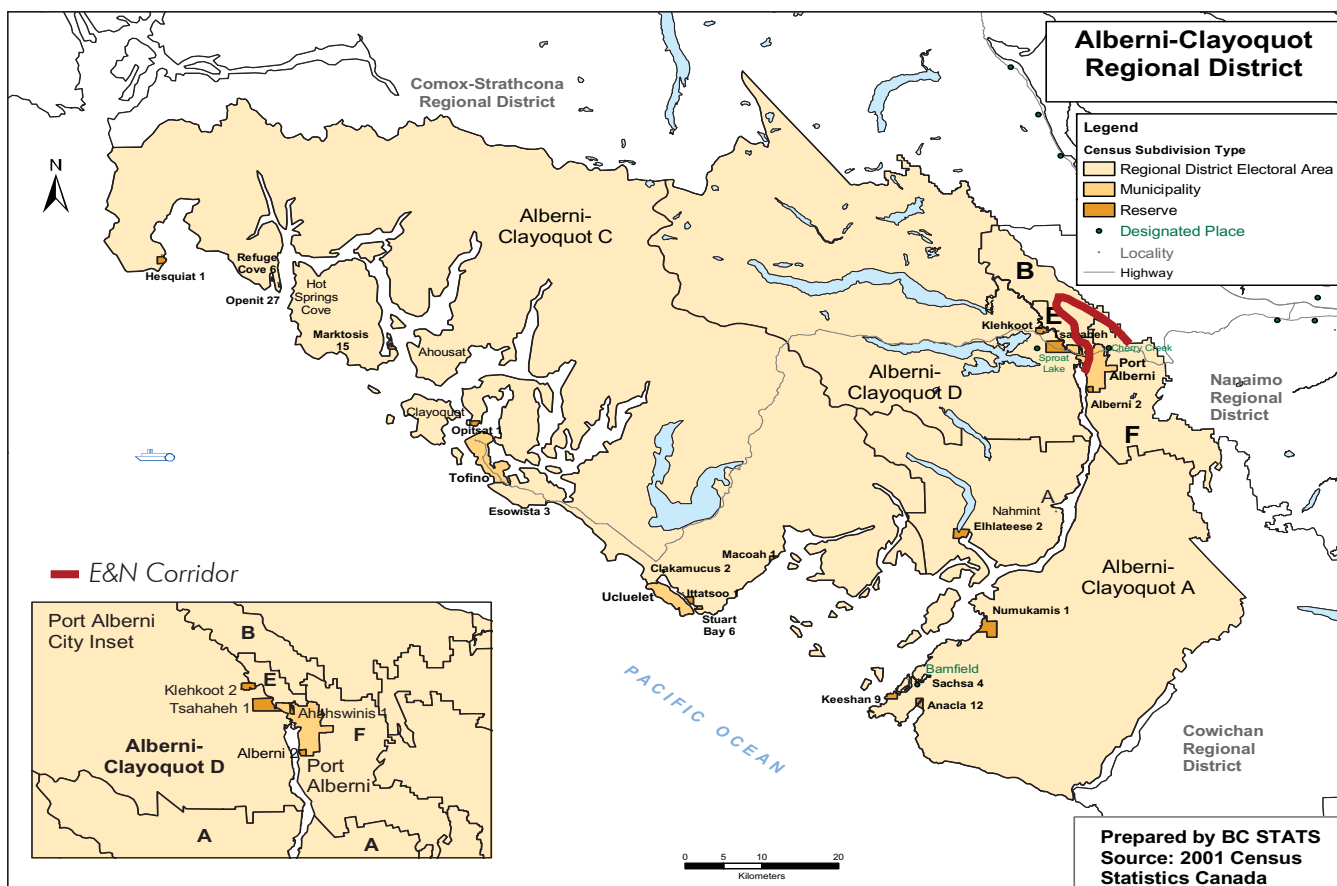 Alberni-Clayoquot
Regional District
Comox-Strathcona
Regional District
Legend
Census Subdivision Type
Regional District Electoral Area
Municipality
Reserve
Designated Place
Locality
Highway
N
Alberni-
Clayoquot C
B
Hesquiat 1
Refuge
Cove 6
Openit 27
Hot
Springs
Cove
Marktosis
15
Ahousat
Klehkoot 2
E
Tsahaheh 1
Cherry Creek
Sproat
Lake
Port
Alberni
Alberni-
Clayoquot D
Nanaimo
Regional
District
Alberni 2
Clayoquot
Opitsat 1
F
Tofino
Esowista 3
A
Nahmint
Elhlateese 2
Macoah 1
Clakamucus 2
Alberni-
Clayoquot A
E&N Corridor
Ucluelet
Ittatsoo 1
Stuart
Bay 6
Numukamis 1
Port Alberni
City Inset
B
E
Klehkoot 2
Tsahaheh 1
Ahahswinis 1
F
Alberni-
Clayoquot D
Alberni 2
Port
Alberni
A
A
PACIFIC OCEAN
Bamfield
Sachsa 4
Keeshan 9
Anacla 12
Cowichan
Regional
District
0 5 10 20
Kilometers
Prepared by BC STATS
Source: 2001 Census
Statistics Canada